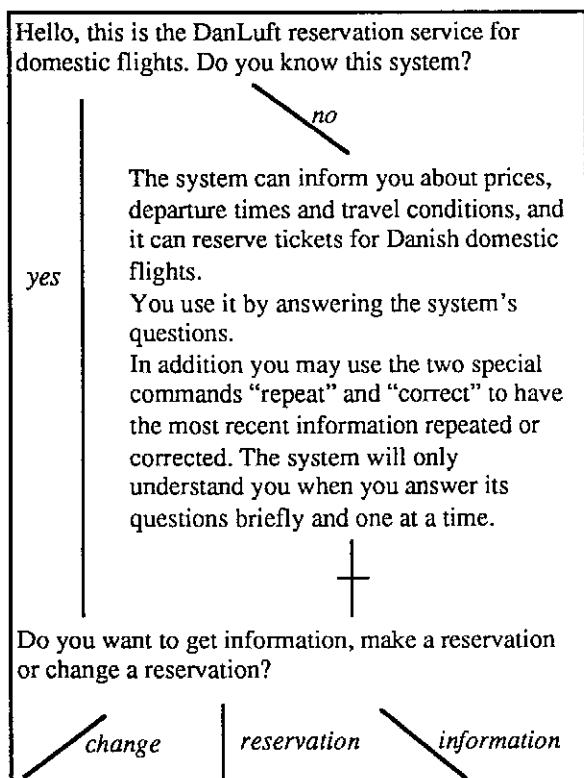 Hello, this is the DanLuft reservation service for
domestic flights. Do you know this system?
no
The system can inform you about prices,
departure times and travel conditions, and
it can reserve tickets for Danish domestic
flights.
yes
You use it by answering the system's
questions.
In addition you may use the two special
commands “repeat” and “correct” to have
the most recent information repeated or
corrected. The system will only
understand you when you answer its
questions briefly and one at a time.
Do you want to get information, make a reservation
or change a reservation?
change
reservation
information